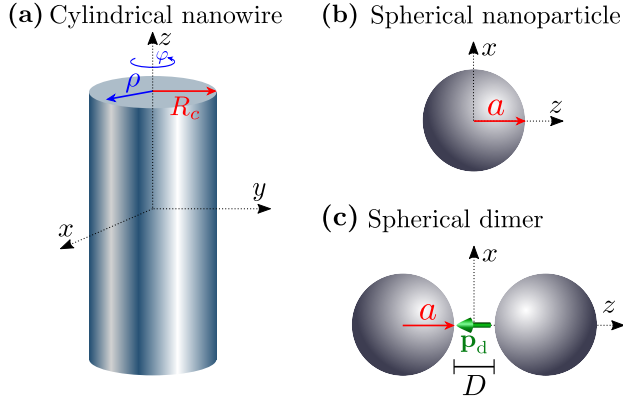 (a) Cylindrical nanowire
z
φ
ρ
R_c
y
x
(b) Spherical nanoparticle
x
a
z
(c) Spherical dimer
x
a
z
p_d
D